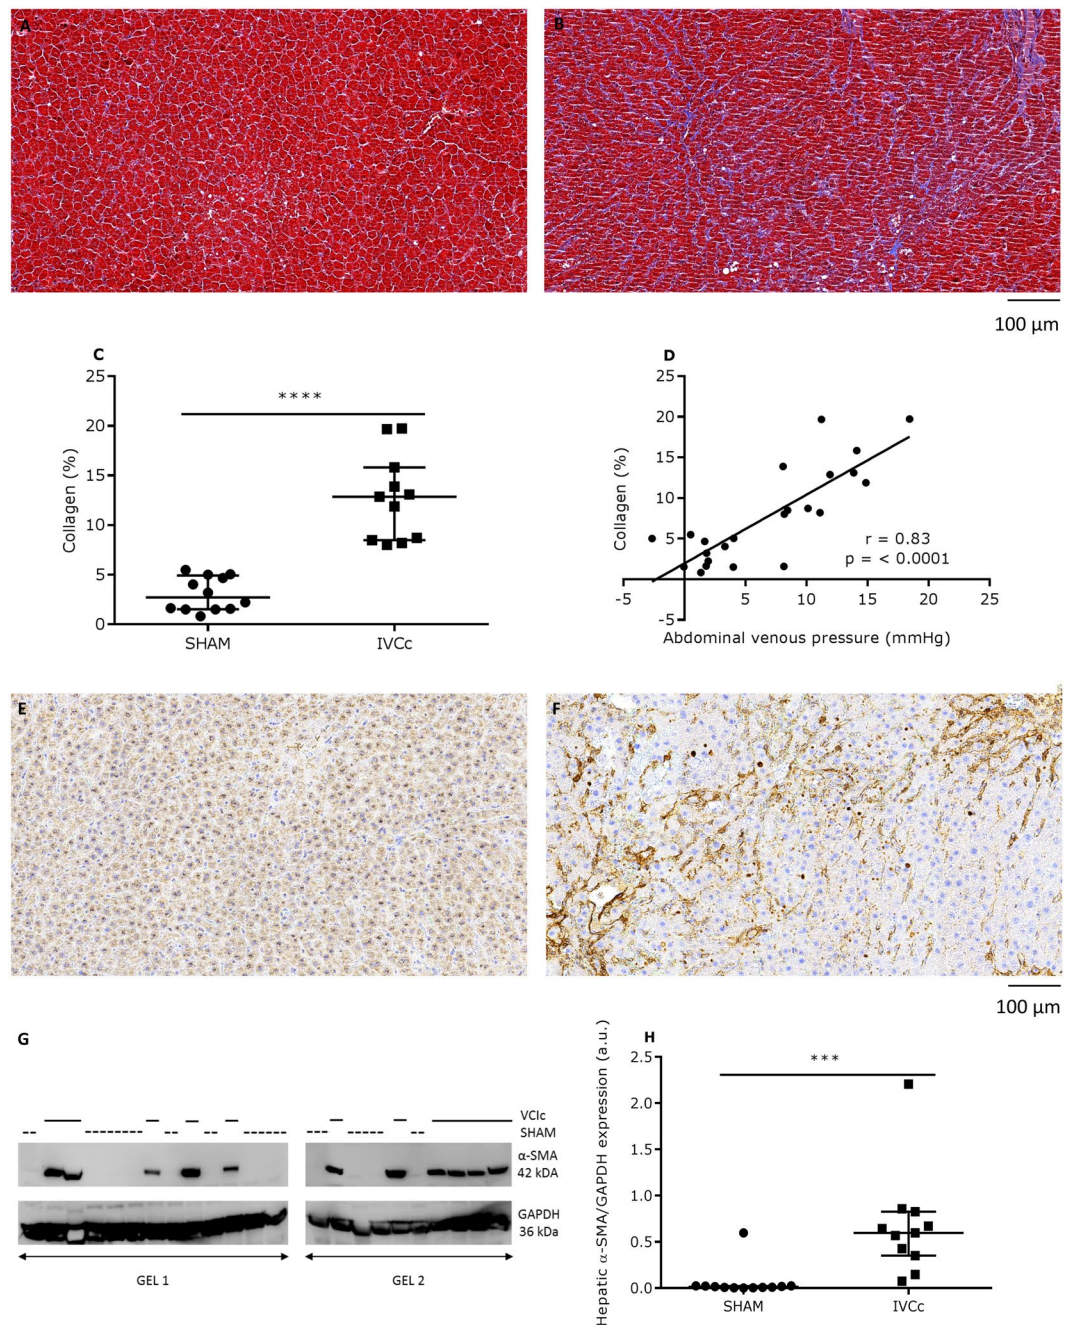 A
B
100 µm
C
25
20
15
10
5
0
Collagen (%)
****
SHAM
IVCc
D
25
20
15
10
5
-5
Collagen (%)
-5
5
10
15
20
25
r = 0.83
p = < 0.0001
Abdominal venous pressure (mmHg)
E
F
100 µm
G
VCIc
SHAM
α-SMA
42 kDA
GAPDH
36 kDa
GEL 1
GEL 2
H
2.5
2.0
1.5
1.0
0.5
0.0
Hepatic α-SMA/GAPDH expression (a.u.)
***
SHAM
IVCc